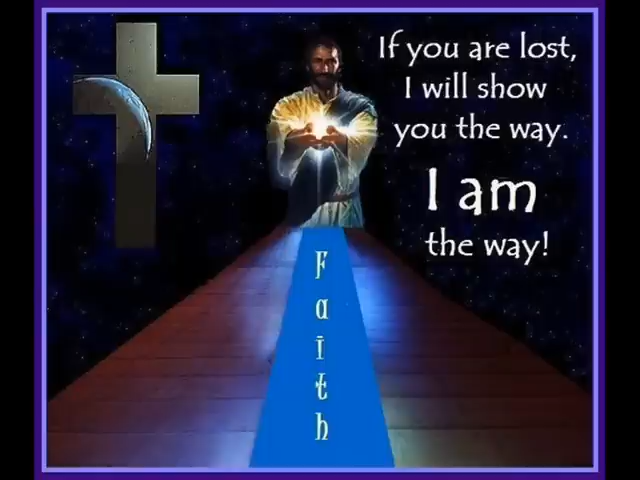 If you are lost,
I will show
you the way.
I am
the way!
Faith